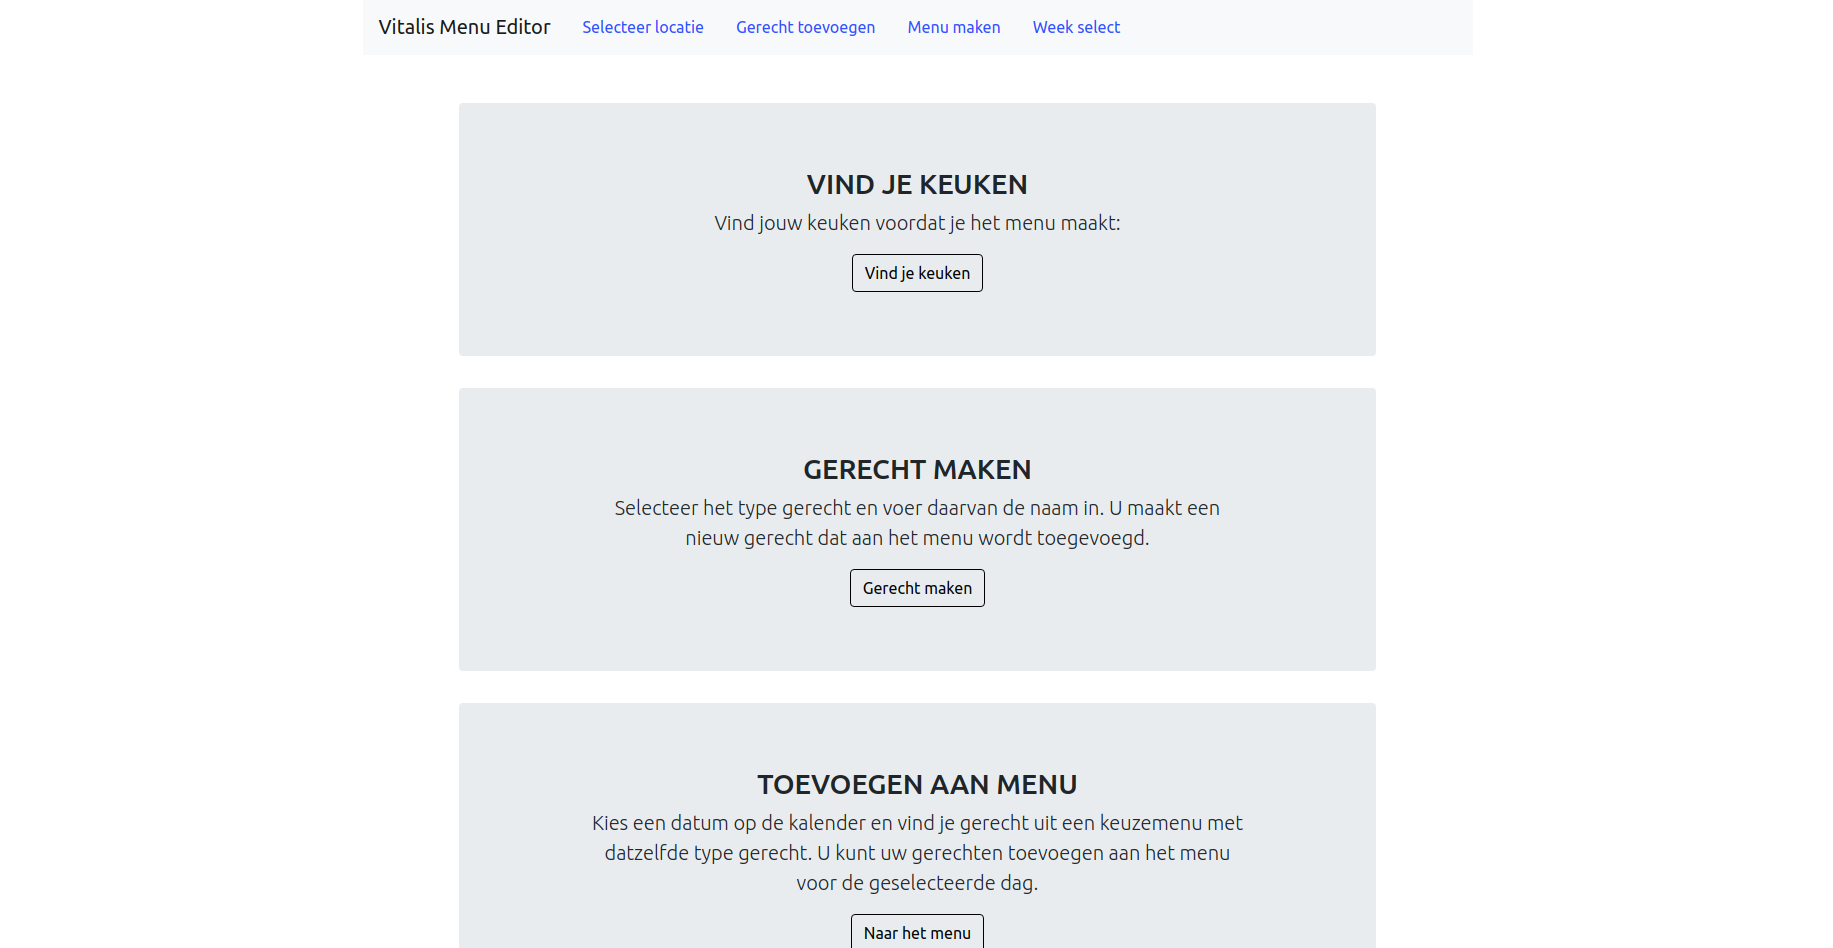 Vitalis Menu Editor Selecteer locatie Gerecht toevoegen Menu maken Week select
VIND JE KEUKEN
Vind jouw keuken voordat je het menu maakt:
Vind je keuken
GERECHT MAKEN
Selecteer het type gerecht en voer daarvan de naam in. U maakt een
nieuw gerecht dat aan het menu wordt toegevoegd.
Gerecht maken
TOEVOEGEN AAN MENU
Kies een datum op de kalender en vind je gerecht uit een keuzemenu met
datzelfde type gerecht. U kunt uw gerechten toevoegen aan het menu
voor de geselecteerde dag.
Naar het menu